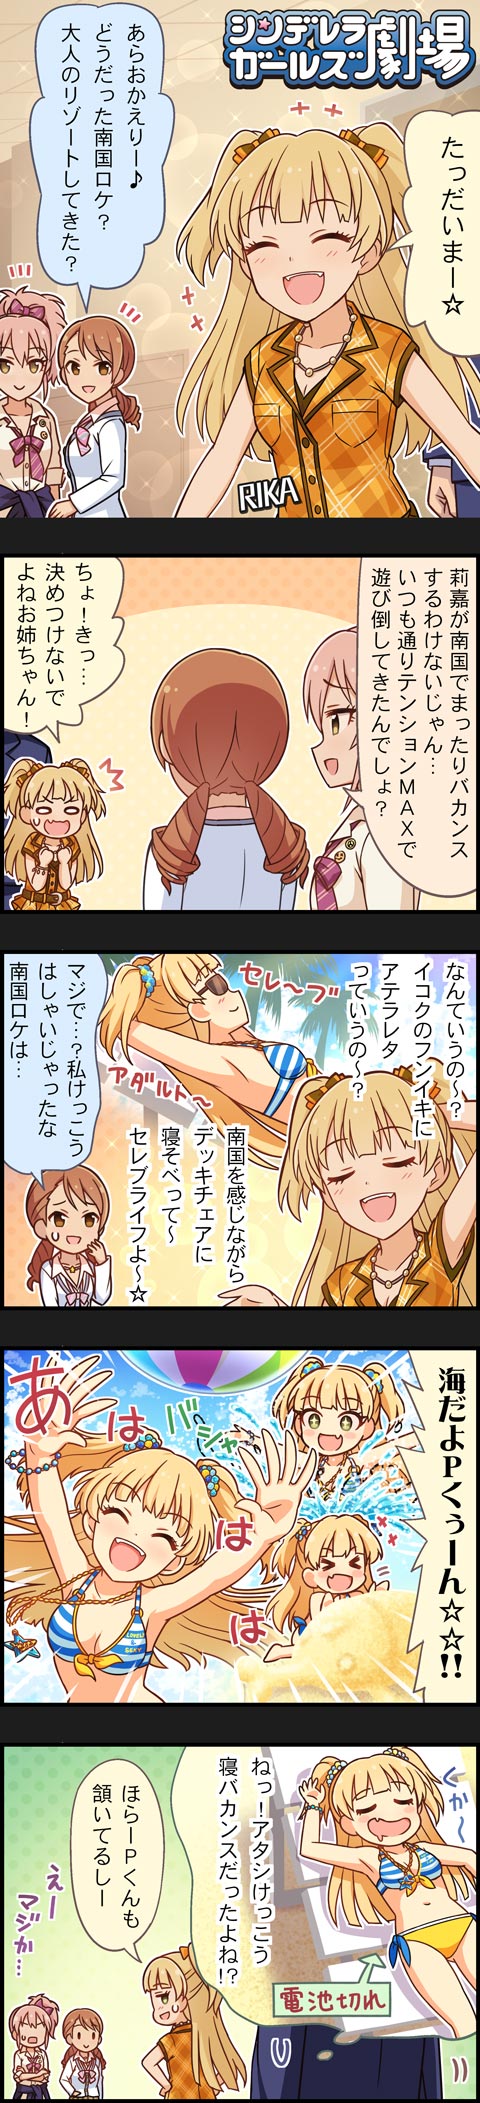 シンデレラ
ガールズ劇場
たっだいまー☆
あらおかえりー♪
どうだった南国ロケ?
大人のリゾートしてきた?
RIKA
莉嘉が南国でまったりバカンス
するわけないじゃん…
いつも通りテンションMAXで
遊び倒してきたんでしょ?
ちょ!きっ…
決めつけないで
よねお姉ちゃん!
なんていうの〜?
イコクのフンイキに
アテラレタ
っていうの〜?
セレ〜ブ
アダルト〜
南国を感じながら
デッキチェアに
寝そべって〜
セレブライフよ〜☆
マジで…?私けっこう
はしゃいじゃったな
南国ロケは…
海だよPくぅーん☆☆!!
バシャ
あはははは
LOVELY
&
SEXY
くか〜
ねっ!アタシけっこう
寝バカンスだったよね!?
電池切れ
ほらーPくんも
頷いてるしー
えー
マジか…